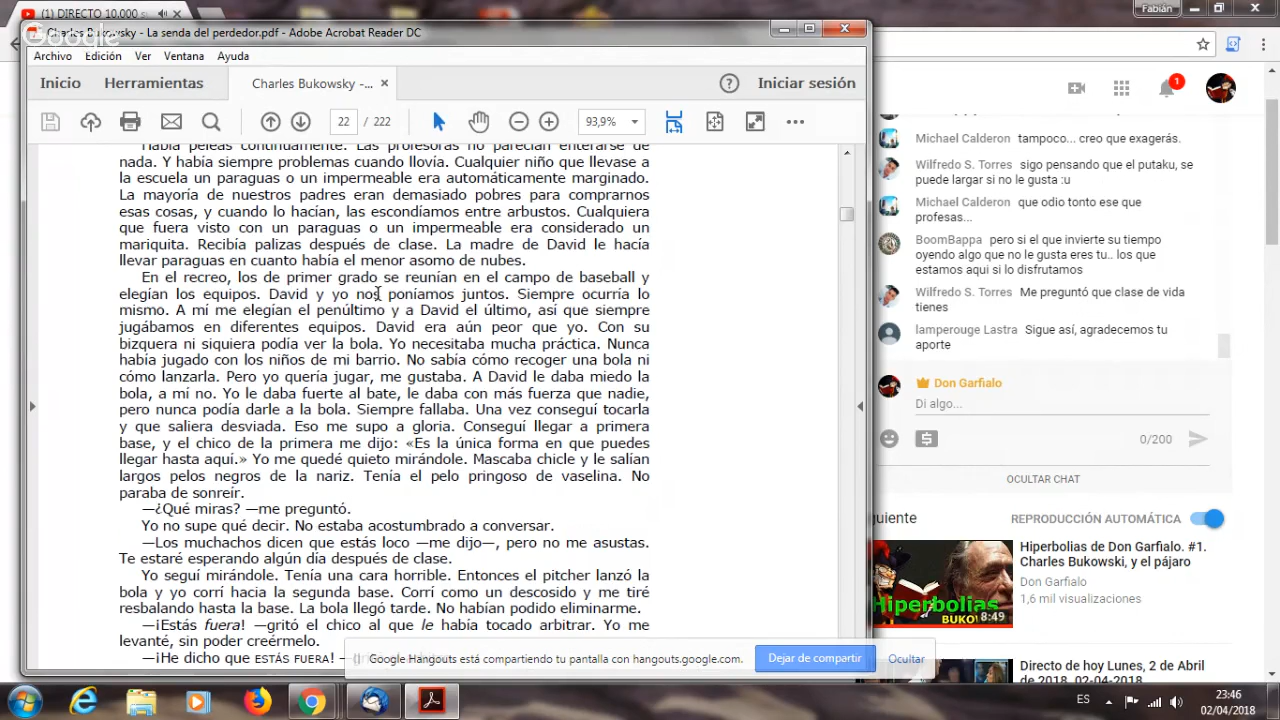 (1) DIRECTO 10.000 s
Fabián
Google
Charles Bukowsky - La senda del perdedor.pdf - Adobe Acrobat Reader DC
Archivo Edición Ver Ventana Ayuda
Inicio Herramientas Charles Bukowsky -... Iniciar sesión
22 / 222 93,9%
Había peleas continuamente. Las profesoras no parecían enterarse de
nada. Y había siempre problemas cuando llovía. Cualquier niño que llevase a
la escuela un paraguas o un impermeable era automáticamente marginado.
La mayoría de nuestros padres eran demasiado pobres para comprarnos
esas cosas, y cuando lo hacían, las escondíamos entre arbustos. Cualquiera
que fuera visto con un paraguas o un impermeable era considerado un
mariquita. Recibía palizas después de clase. La madre de David le hacía
llevar paraguas en cuanto había el menor asomo de nubes.
En el recreo, los de primer grado se reunían en el campo de baseball y
elegían los equipos. David y yo nos poníamos juntos. Siempre ocurría lo
mismo. A mí me elegían el penúltimo y a David el último, así que siempre
jugábamos en diferentes equipos. David era aún peor que yo. Con su
bizquera ni siquiera podía ver la bola. Yo necesitaba mucha práctica. Nunca
había jugado con los niños de mi barrio. No sabía cómo recoger una bola ni
cómo lanzarla. Pero yo quería jugar, me gustaba. A David le daba miedo la
bola, a mí no. Yo le daba fuerte al bate, le daba con más fuerza que nadie,
pero nunca podía darle a la bola. Siempre fallaba. Una vez conseguí tocarla
y que saliera desviada. Eso me supo a gloria. Conseguí llegar a primera
base, y el chico de la primera me dijo: «Es la única forma en que puedes
llegar hasta aquí.» Yo me quedé quieto mirándole. Mascaba chicle y le salían
largos pelos negros de la nariz. Tenía el pelo pringoso de vaselina. No
paraba de sonreír.
—¿Qué miras? —me preguntó.
Yo no supe qué decir. No estaba acostumbrado a conversar.
—Los muchachos dicen que estás loco —me dijo—, pero no me asustas.
Te estaré esperando algún día después de clase.
Yo seguí mirándole. Tenía una cara horrible. Entonces el pitcher lanzó la
bola y yo corrí hacia la segunda base. Corrí como un descosido y me tiré
resbalando hasta la base. La bola llegó tarde. No habían podido eliminarme.
—¡Estás fuera! —gritó el chico al que le había tocado arbitrar. Yo me
levanté, sin poder creérmelo.
—¡He dicho que ESTÁS FUERA! —
Google Hangouts está compartiendo tu pantalla con hangouts.google.com. Dejar de compartir Ocultar
1
Michael Calderon tampoco... creo que exagerás.
Wilfredo S. Torres sigo pensando que el putaku, se
puede largar si no le gusta :u
Michael Calderon que odio tonto ese que
profesas...
BoomBappa pero si el que invierte su tiempo
oyendo algo que no le gusta eres tu.. los que
estamos aqui si lo disfrutamos
Wilfredo S. Torres Me preguntó que clase de vida
tienes
lamperouge Lastra Sigue así, agradecemos tu
aporte
Don Garfialo
Di algo...
0/200
OCULTAR CHAT
guiente REPRODUCCIÓN AUTOMÁTICA
Hiperbolias
BUKO
8:49
Hiperbolias de Don Garfialo. #1.
Charles Bukowski, y el pájaro
Don Garfialo
1,6 mil visualizaciones
Directo de hoy Lunes, 2 de Abril
de 2018. 02-04-2018
ES
23:46
02/04/2018